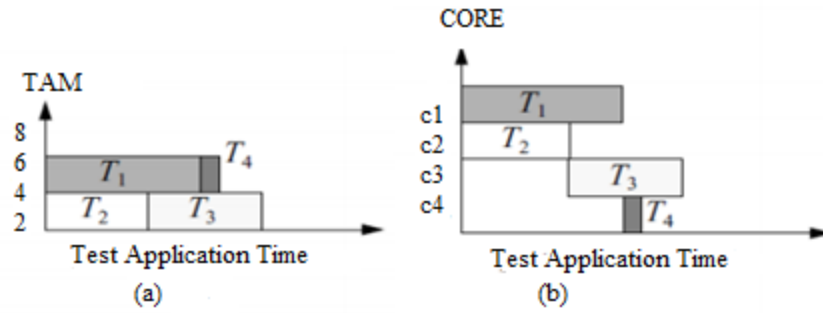 TAM
8
6
4
2
T1
T4
T2
T3
Test Application Time
(a)
CORE
c1
c2
c3
c4
T1
T2
T3
T4
Test Application Time
(b)